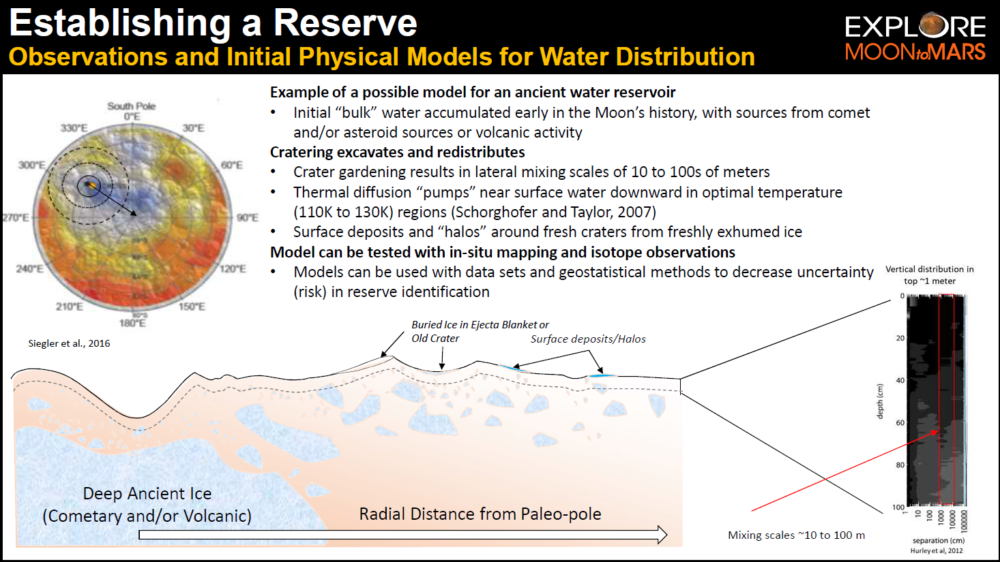 Establishing a Reserve
Observations and Initial Physical Models for Water Distribution
EXPLORE
MOONtoMARS
South Pole
0°E
330°E
30°E
300°E
60°E
270°E
90°E
240°E
120°E
210°E
150°E
180°E
Siegler et al., 2016
Example of a possible model for an ancient water reservoir
• Initial “bulk” water accumulated early in the Moon’s history, with sources from comet
and/or asteroid sources or volcanic activity
Cratering excavates and redistributes
• Crater gardening results in lateral mixing scales of 10 to 100s of meters
• Thermal diffusion “pumps” near surface water downward in optimal temperature
(110K to 130K) regions (Schorghofer and Taylor, 2007)
• Surface deposits and “halos” around fresh craters from freshly exhumed ice
Model can be tested with in-situ mapping and isotope observations
• Models can be used with data sets and geostatistical methods to decrease uncertainty
(risk) in reserve identification
Buried Ice in Ejecta Blanket or
Old Crater
Surface deposits/Halos
Deep Ancient Ice
(Cometary and/or Volcanic)
Radial Distance from Paleo-pole
Vertical distribution in
top ~1 meter
0
20
40
60
80
100
depth (cm)
1
10
100
1000
10000
100000
separation (cm)
Hurley et al, 2012
Mixing scales ~10 to 100 m